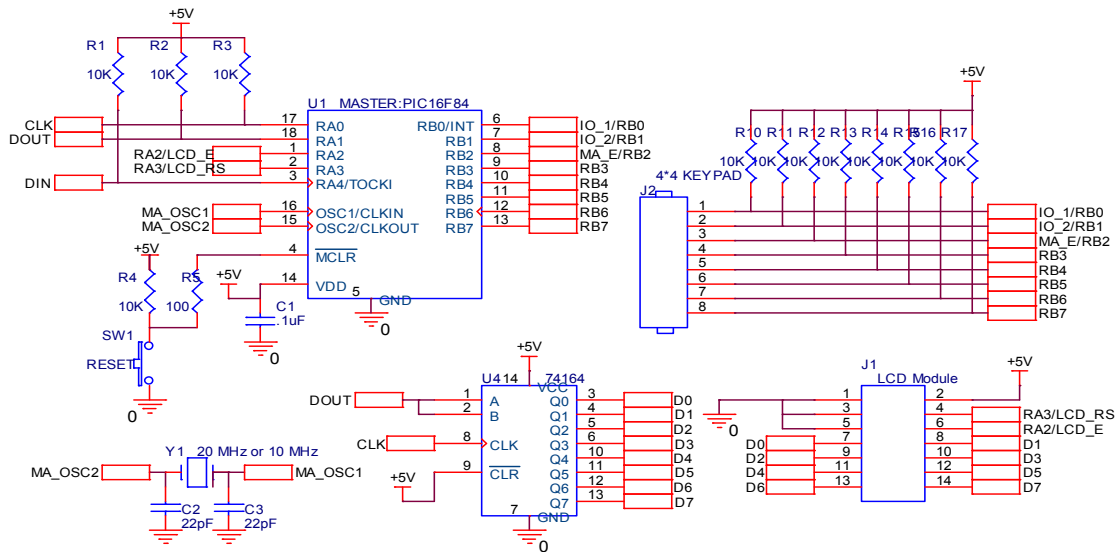 +5V
R1 R2 R3
10K 10K 10K
U1 MASTER:PIC16F84
CLK 17 RA0 RB0/INT 6 IO_1/RB0
DOUT 18 RA1 RB1 7 IO_2/RB1
RA2/LCD_E 1 RA2 RB2 8 MA_E/RB2
RA3/LCD_RS 2 RA3 RB3 9 RB3
DIN 3 RA4/TOCKI RB4 10 RB4
RB5 11 RB5
MA_OSC1 16 OSC1/CLKIN RB6 12 RB6
MA_OSC2 15 OSC2/CLKOUT RB7 13 RB7
4 MCLR
14 VDD
5 GND
0
+5V
R4 R5
10K 100
+5V
C1
.1uF
0
SW1
RESET
0
+5V
R10 R11 R12 R13 R14 R15 R16 R17
10K 10K 10K 10K 10K 10K 10K 10K
4*4 KEYPAD
J2
1 IO_1/RB0
2 IO_2/RB1
3 MA_E/RB2
4 RB3
5 RB4
6 RB5
7 RB6
8 RB7
Y1 20 MHz or 10 MHz
MA_OSC2 MA_OSC1
C2 C3
22pF 22pF
+5V
U4 14 VCC 74164
DOUT 1 A Q0 3 D0
2 B Q1 4 D1
Q2 5 D2
CLK 8 CLK Q3 6 D3
Q4 10 D4
+5V 9 CLR Q5 11 D5
Q6 12 D6
Q7 13 D7
7 GND
0
J1
LCD Module
+5V
0
1 2
3 4 RA3/LCD_RS
5 6 RA2/LCD_E
D0 7 8 D1
D2 9 10 D3
D4 11 12 D5
D6 13 14 D7